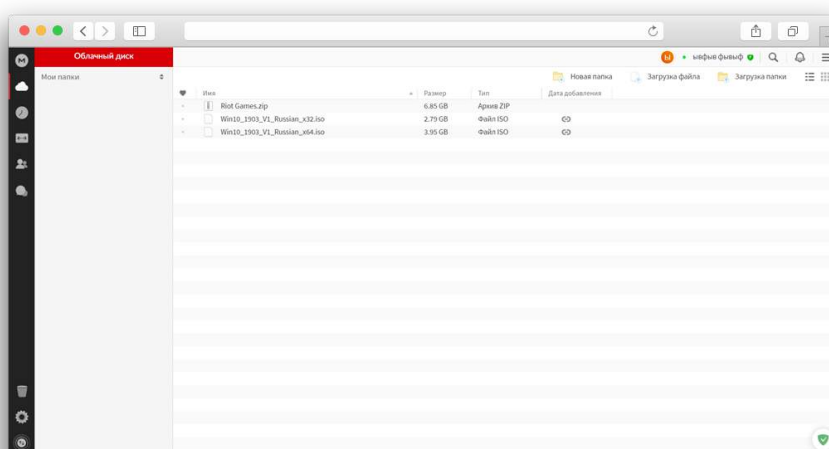 Облачный диск
ывфыв фывыф
Мои папки
Новая папка Загрузка файла Загрузка папки
Имя Размер Тип Дата добавления
Riot Games.zip 6.85 GB Архив ZIP
Win10_1903_V1_Russian_x32.iso 2.79 GB Файл ISO
Win10_1903_V1_Russian_x64.iso 3.95 GB Файл ISO